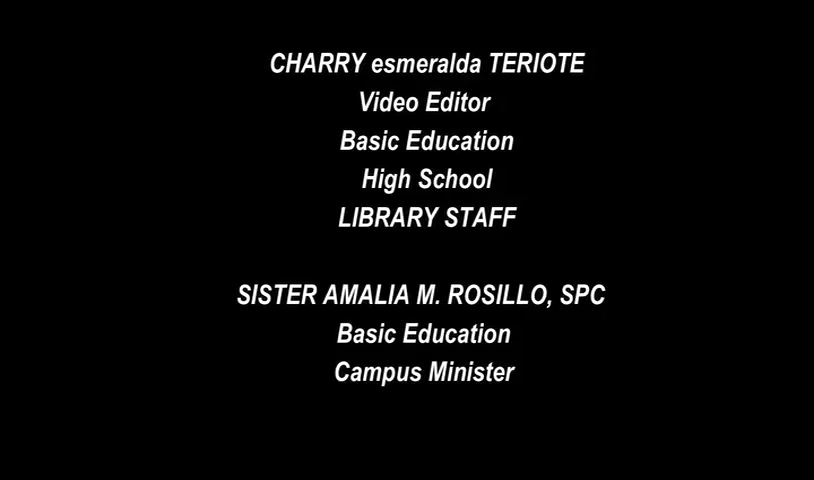 CHARRY esmeralda TERIOTE
Video Editor
Basic Education
High School
LIBRARY STAFF
SISTER AMALIA M. ROSILLO, SPC
Basic Education
Campus Minister